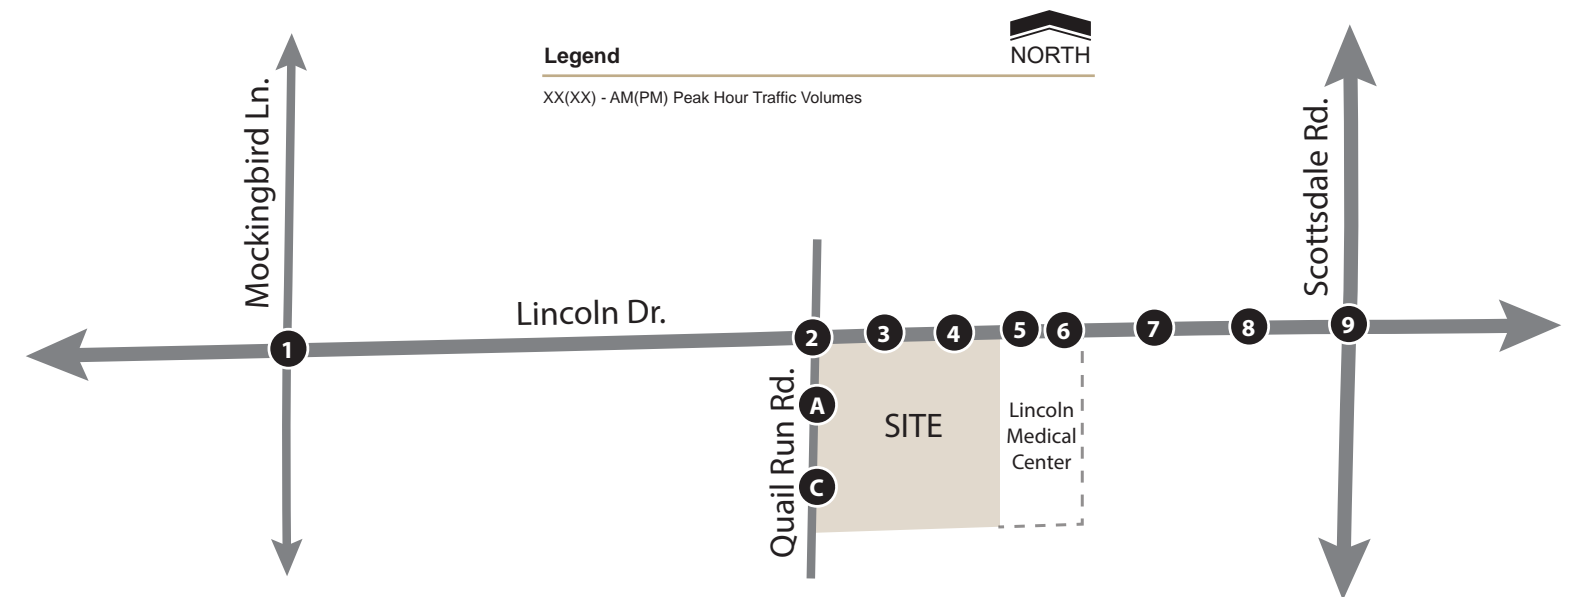 NORTH
Legend
XX(XX) - AM(PM) Peak Hour Traffic Volumes
Mockingbird Ln.
Scottsdale Rd.
Lincoln Dr.
1
2
3
4
5
6
7
8
9
Quail Run Rd.
A
C
SITE
Lincoln
Medical
Center